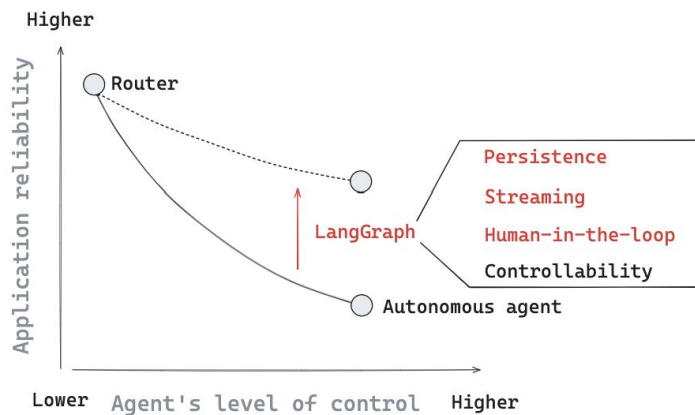 Higher
Router
Application reliability
Persistence
Streaming
LangGraph
Human-in-the-loop
Controllability
Autonomous agent
Lower
Agent's level of control
Higher